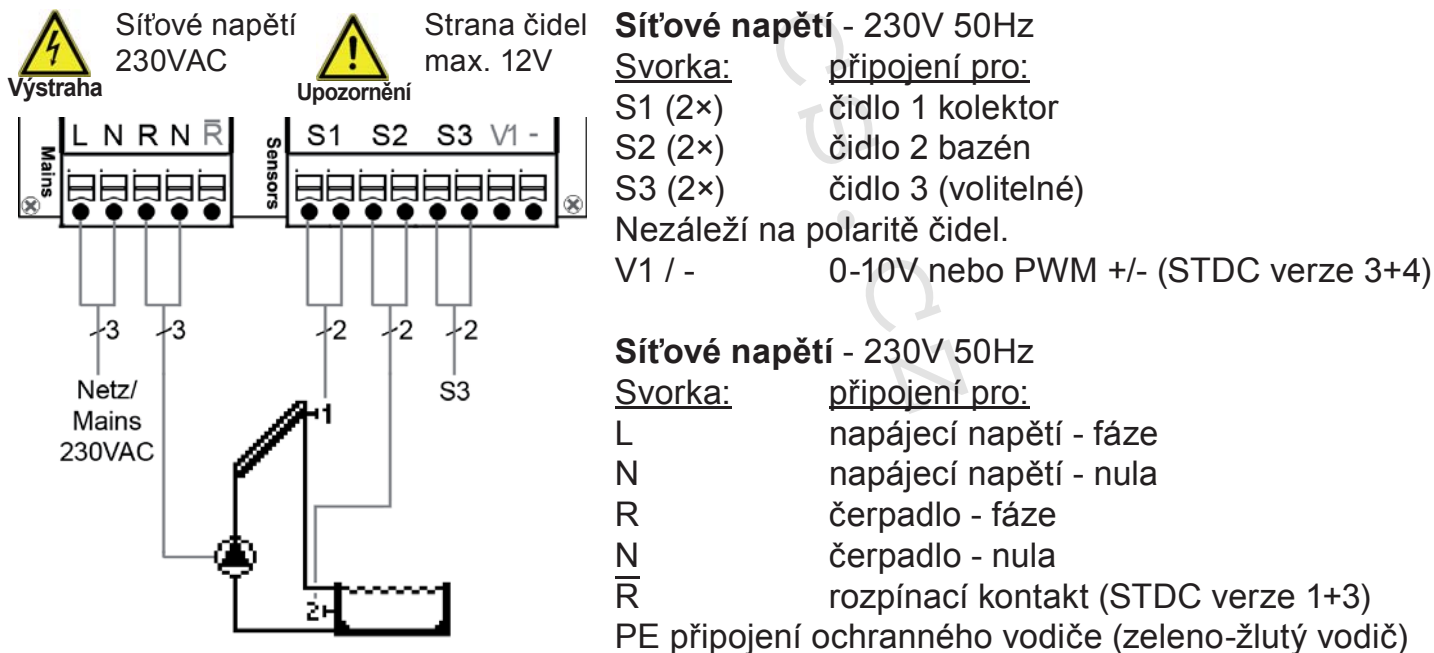 Síťové napětí
230VAC
Výstraha
Strana čidel
max. 12V
Upozornění
Mains
L N R N R̅
Sensors
S1 S2 S3 V1 -
3 3 2 2 2
Netz/
Mains
230VAC
S3
1
2
Síťové napětí - 230V 50Hz
Svorka: připojení pro:
S1 (2×) čidlo 1 kolektor
S2 (2×) čidlo 2 bazén
S3 (2×) čidlo 3 (volitelné)
Nezáleží na polaritě čidel.
V1 / - 0-10V nebo PWM +/- (STDC verze 3+4)
Síťové napětí - 230V 50Hz
Svorka: připojení pro:
L napájecí napětí - fáze
N napájecí napětí - nula
R čerpadlo - fáze
N čerpadlo - nula
R̅ rozpínací kontakt (STDC verze 1+3)
PE připojení ochranného vodiče (zeleno-žlutý vodič)